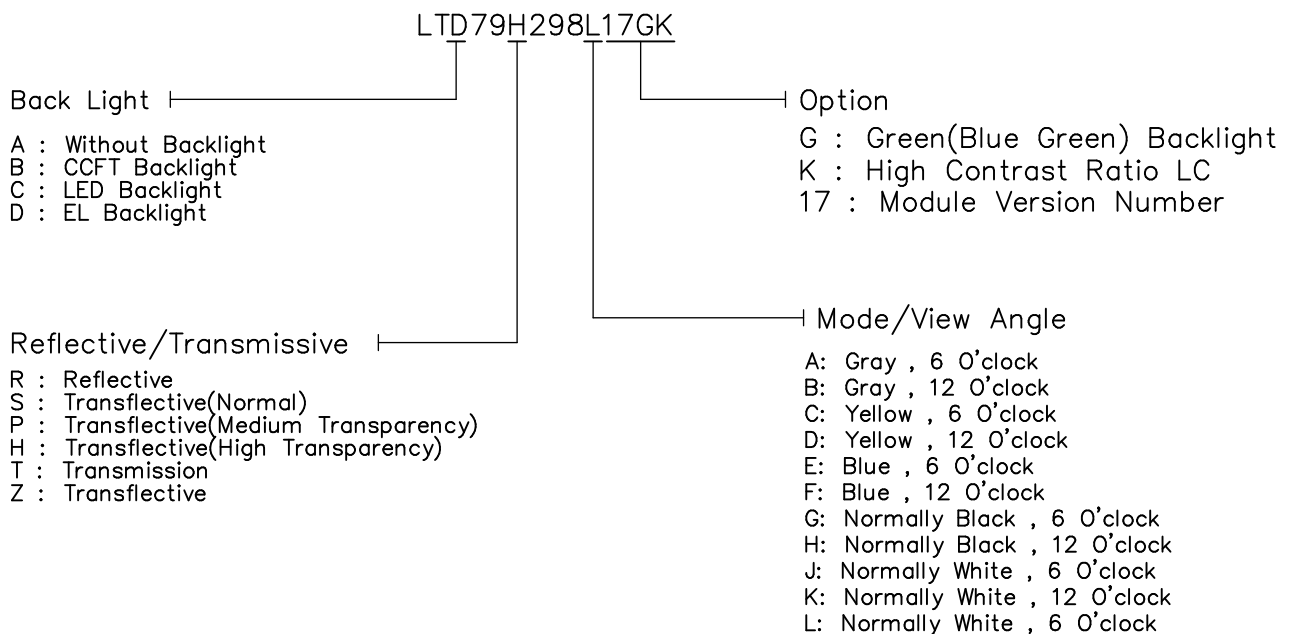 LTD79H298L17GK
Back Light
A : Without Backlight
B : CCFT Backlight
C : LED Backlight
D : EL Backlight
Option
G : Green(Blue Green) Backlight
K : High Contrast Ratio LC
17 : Module Version Number
Reflective/Transmissive
R : Reflective
S : Transflective(Normal)
P : Transflective(Medium Transparency)
H : Transflective(High Transparency)
T : Transmission
Z : Transflective
Mode/View Angle
A: Gray , 6 O'clock
B: Gray , 12 O'clock
C: Yellow , 6 O'clock
D: Yellow , 12 O'clock
E: Blue , 6 O'clock
F: Blue , 12 O'clock
G: Normally Black , 6 O'clock
H: Normally Black , 12 O'clock
J: Normally White , 6 O'clock
K: Normally White , 12 O'clock
L: Normally White , 6 O'clock